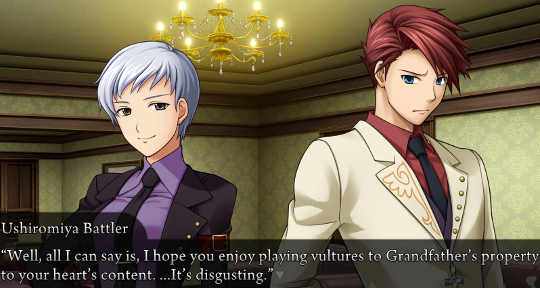 Ushiromiya Battler
“Well, all I can say is, I hope you enjoy playing vultures to Grandfather’s property
to your heart’s content. ...It’s disgusting.”